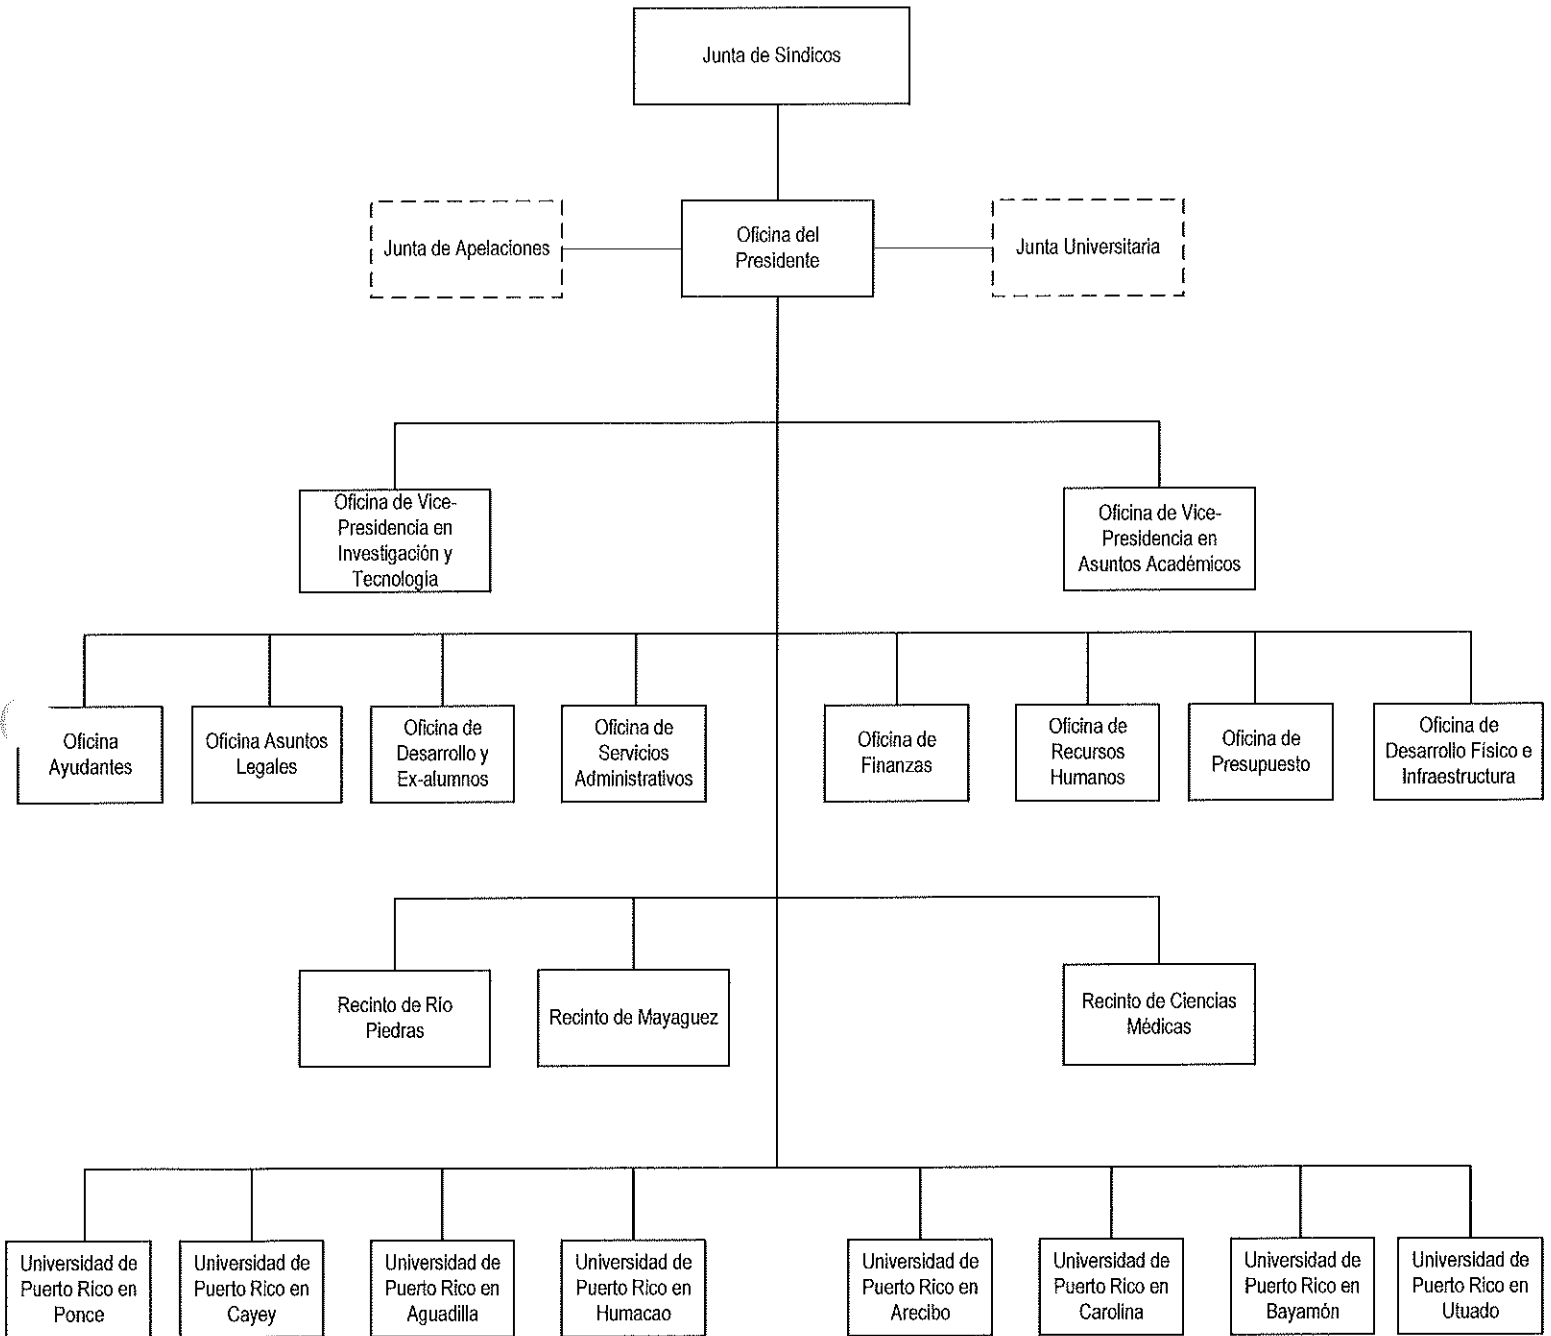 Junta de Síndicos
Junta de Apelaciones
Oficina del
Presidente
Junta Universitaria
Oficina de Vice-
Presidencia en
Investigación y
Tecnología
Oficina de Vice-
Presidencia en
Asuntos Académicos
Oficina
Ayudantes
Oficina Asuntos
Legales
Oficina de
Desarrollo y
Ex-alumnos
Oficina de
Servicios
Administrativos
Oficina de
Finanzas
Oficina de
Recursos
Humanos
Oficina de
Presupuesto
Oficina de
Desarrollo Físico e
Infraestructura
Recinto de Río
Piedras
Recinto de Mayaguez
Recinto de Ciencias
Médicas
Universidad de
Puerto Rico en
Ponce
Universidad de
Puerto Rico en
Cayey
Universidad de
Puerto Rico en
Aguadilla
Universidad de
Puerto Rico en
Humacao
Universidad de
Puerto Rico en
Arecibo
Universidad de
Puerto Rico en
Carolina
Universidad de
Puerto Rico en
Bayamón
Universidad de
Puerto Rico en
Utuado